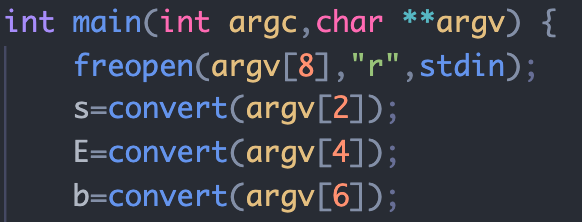 int main(int argc,char **argv) {
    freopen(argv[8],"r",stdin);
    s=convert(argv[2]);
    E=convert(argv[4]);
    b=convert(argv[6]);